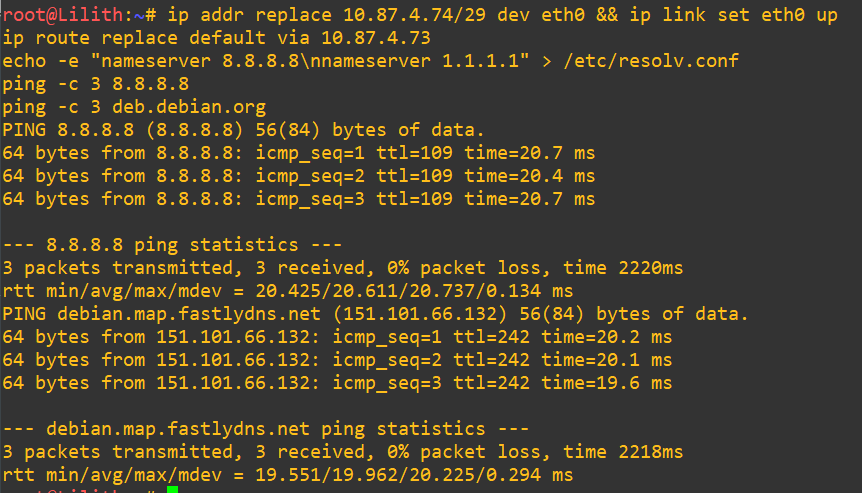 root@Lilith:~# ip addr replace 10.87.4.74/29 dev eth0 && ip link set eth0 up
ip route replace default via 10.87.4.73
echo -e "nameserver 8.8.8.8\nnameserver 1.1.1.1" > /etc/resolv.conf
ping -c 3 8.8.8.8
ping -c 3 deb.debian.org
PING 8.8.8.8 (8.8.8.8) 56(84) bytes of data.
64 bytes from 8.8.8.8: icmp_seq=1 ttl=109 time=20.7 ms
64 bytes from 8.8.8.8: icmp_seq=2 ttl=109 time=20.4 ms
64 bytes from 8.8.8.8: icmp_seq=3 ttl=109 time=20.7 ms

--- 8.8.8.8 ping statistics ---
3 packets transmitted, 3 received, 0% packet loss, time 2220ms
rtt min/avg/max/mdev = 20.425/20.611/20.737/0.134 ms
PING debian.map.fastlydns.net (151.101.66.132) 56(84) bytes of data.
64 bytes from 151.101.66.132: icmp_seq=1 ttl=242 time=20.2 ms
64 bytes from 151.101.66.132: icmp_seq=2 ttl=242 time=20.1 ms
64 bytes from 151.101.66.132: icmp_seq=3 ttl=242 time=19.6 ms

--- debian.map.fastlydns.net ping statistics ---
3 packets transmitted, 3 received, 0% packet loss, time 2218ms
rtt min/avg/max/mdev = 19.551/19.962/20.225/0.294 ms
root@Lilith:~#